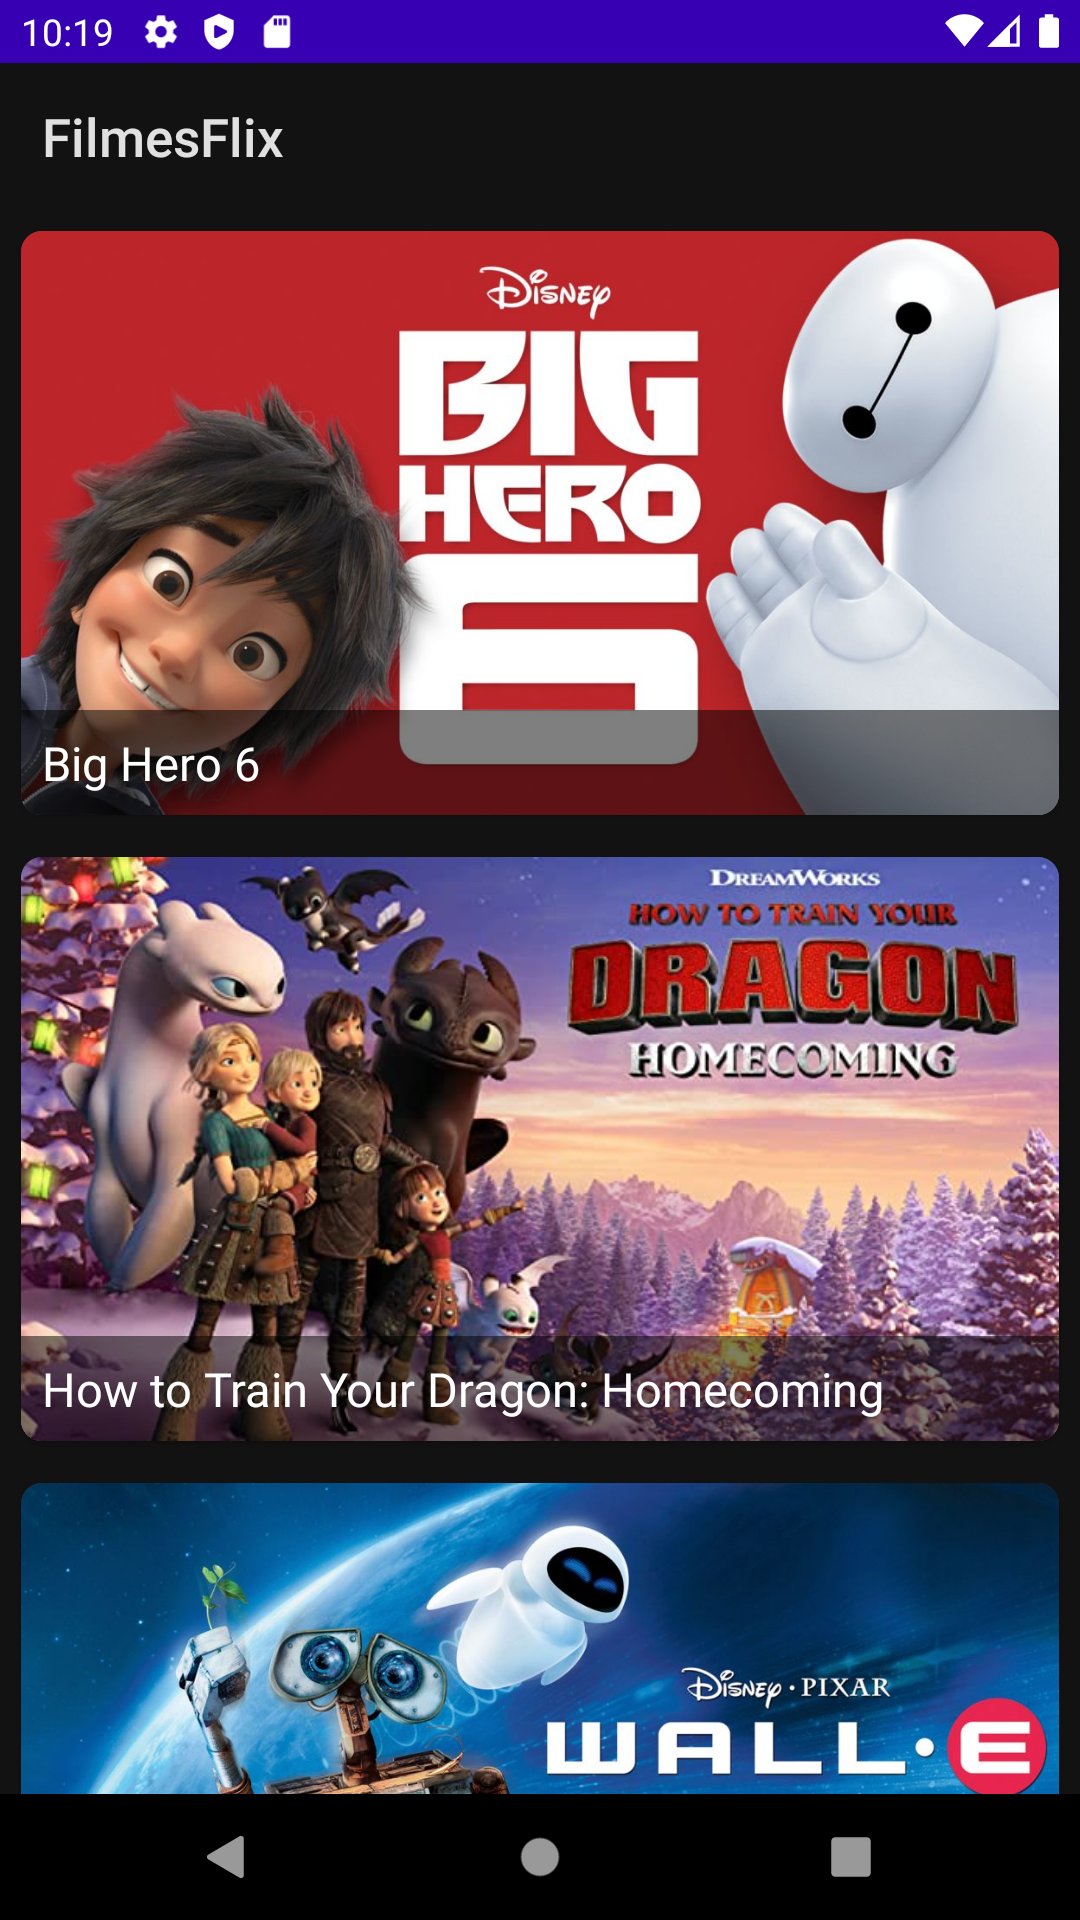 10:19
FilmesFlix
Disney
BIG
HERO
6
Big Hero 6
DREAMWORKS
HOW TO TRAIN YOUR
DRAGON
HOMECOMING
How to Train Your Dragon: Homecoming
Disney · PIXAR
WALL·E